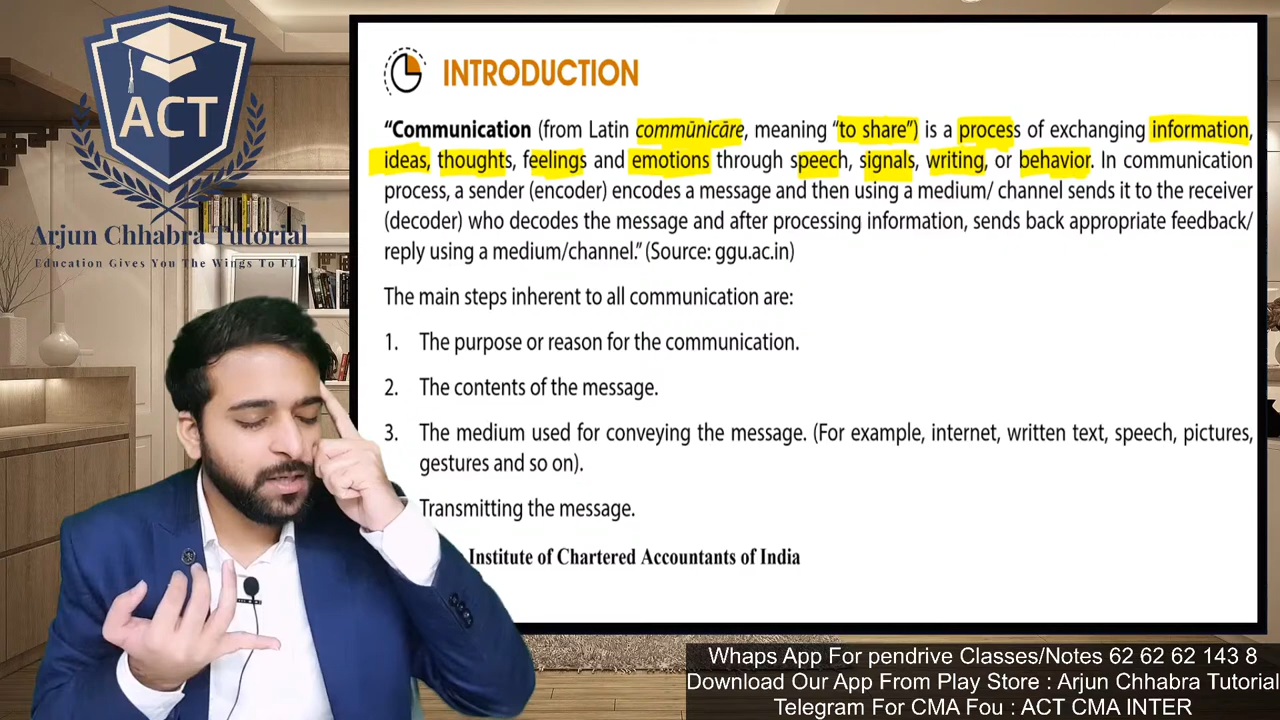 ACT
Arjun Chhabra Tutorial
Education Gives You The Wings To FL
INTRODUCTION
“Communication (from Latin commūnicāre, meaning “to share”) is a process of exchanging information,
ideas, thoughts, feelings and emotions through speech, signals, writing, or behavior. In communication
process, a sender (encoder) encodes a message and then using a medium/ channel sends it to the receiver
(decoder) who decodes the message and after processing information, sends back appropriate feedback/
reply using a medium/channel.” (Source: ggu.ac.in)
The main steps inherent to all communication are:
1. The purpose or reason for the communication.
2. The contents of the message.
3. The medium used for conveying the message. (For example, internet, written text, speech, pictures,
gestures and so on).
Transmitting the message.
Institute of Chartered Accountants of India
Whaps App For pendrive Classes/Notes 62 62 62 143 8
Download Our App From Play Store : Arjun Chhabra Tutorial
Telegram For CMA Fou : ACT CMA INTER